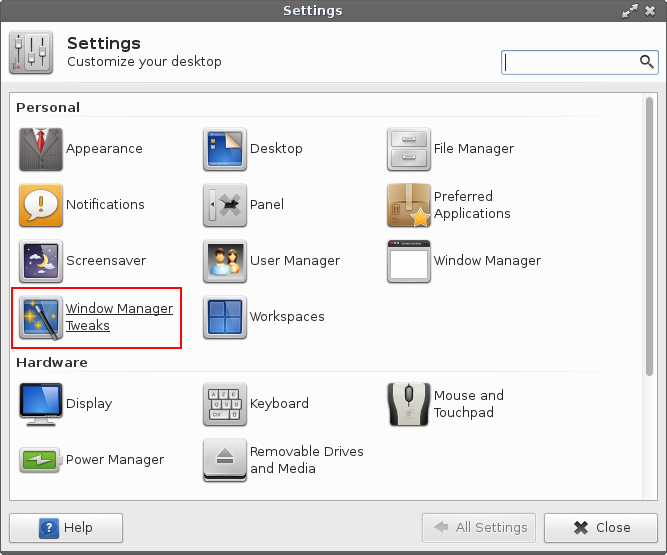 Settings
Settings
Customize your desktop
Personal
Appearance
Desktop
File Manager
Notifications
Panel
Preferred
Applications
Screensaver
User Manager
Window Manager
Window Manager
Tweaks
Workspaces
Hardware
Display
Keyboard
Mouse and
Touchpad
Power Manager
Removable Drives
and Media
Help
All Settings
Close